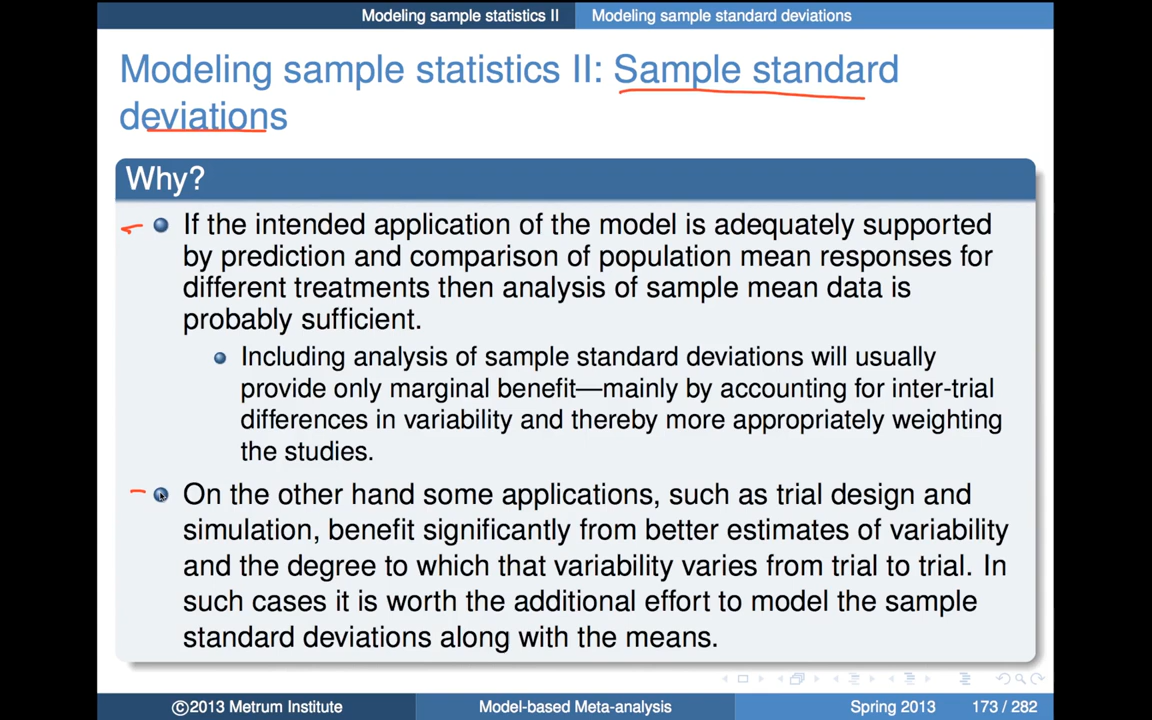 Modeling sample statistics II Modeling sample standard deviations
Modeling sample statistics II: Sample standard
deviations
Why?
If the intended application of the model is adequately supported
by prediction and comparison of population mean responses for
different treatments then analysis of sample mean data is
probably sufficient.
Including analysis of sample standard deviations will usually
provide only marginal benefit—mainly by accounting for inter-trial
differences in variability and thereby more appropriately weighting
the studies.
On the other hand some applications, such as trial design and
simulation, benefit significantly from better estimates of variability
and the degree to which that variability varies from trial to trial. In
such cases it is worth the additional effort to model the sample
standard deviations along with the means.
©2013 Metrum Institute Model-based Meta-analysis Spring 2013 173 / 282